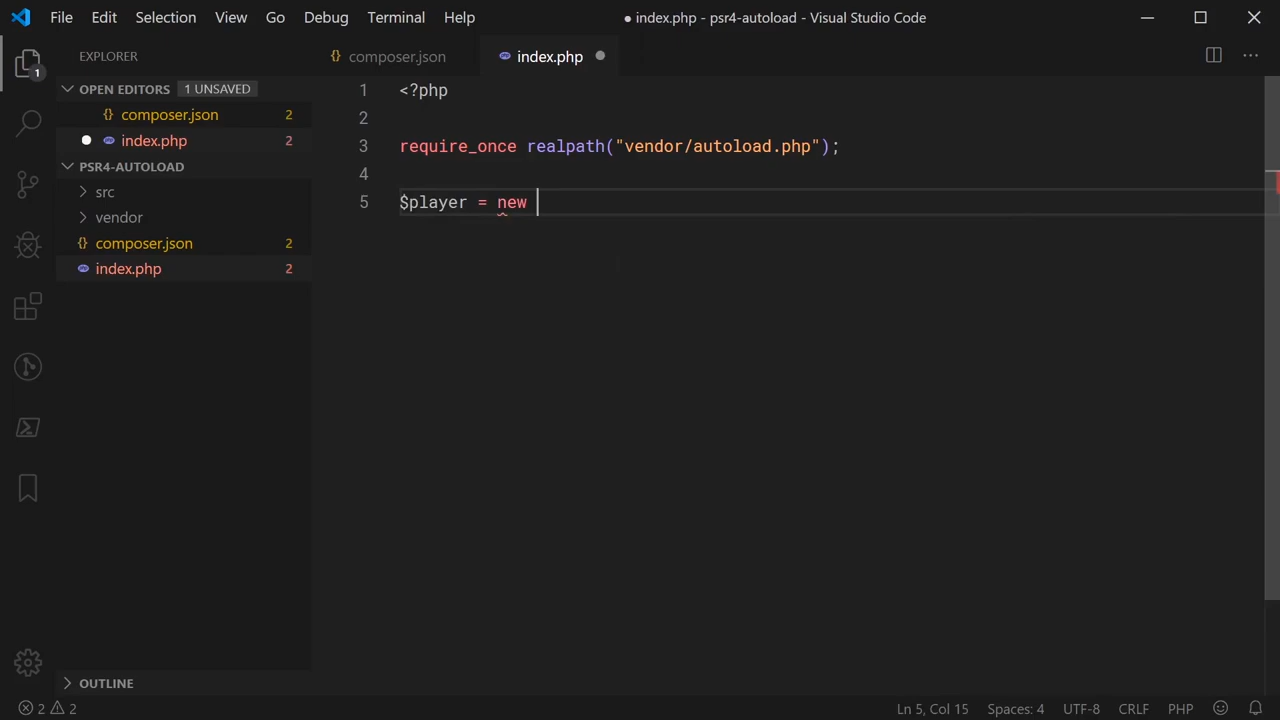 File Edit Selection View Go Debug Terminal Help ● index.php - psr4-autoload - Visual Studio Code
EXPLORER {} composer.json index.php ...
OPEN EDITORS 1 UNSAVED
{} composer.json 2
index.php 2
PSR4-AUTOLOAD
src
vendor
{} composer.json 2
index.php 2
1
1 <?php
2
3 require_once realpath("vendor/autoload.php");
4
5 $player = new
OUTLINE
2 2 Ln 5, Col 15 Spaces: 4 UTF-8 CRLF PHP